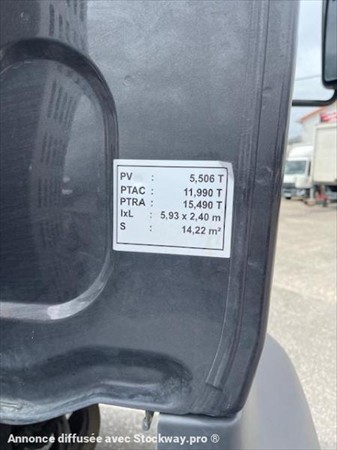 PV : 5,506 T
PTAC : 11,990 T
PTRA : 15,490 T
IxL : 5,93 x 2,40 m
S : 14,22 m²
Annonce diffusée avec Stockway.pro ®